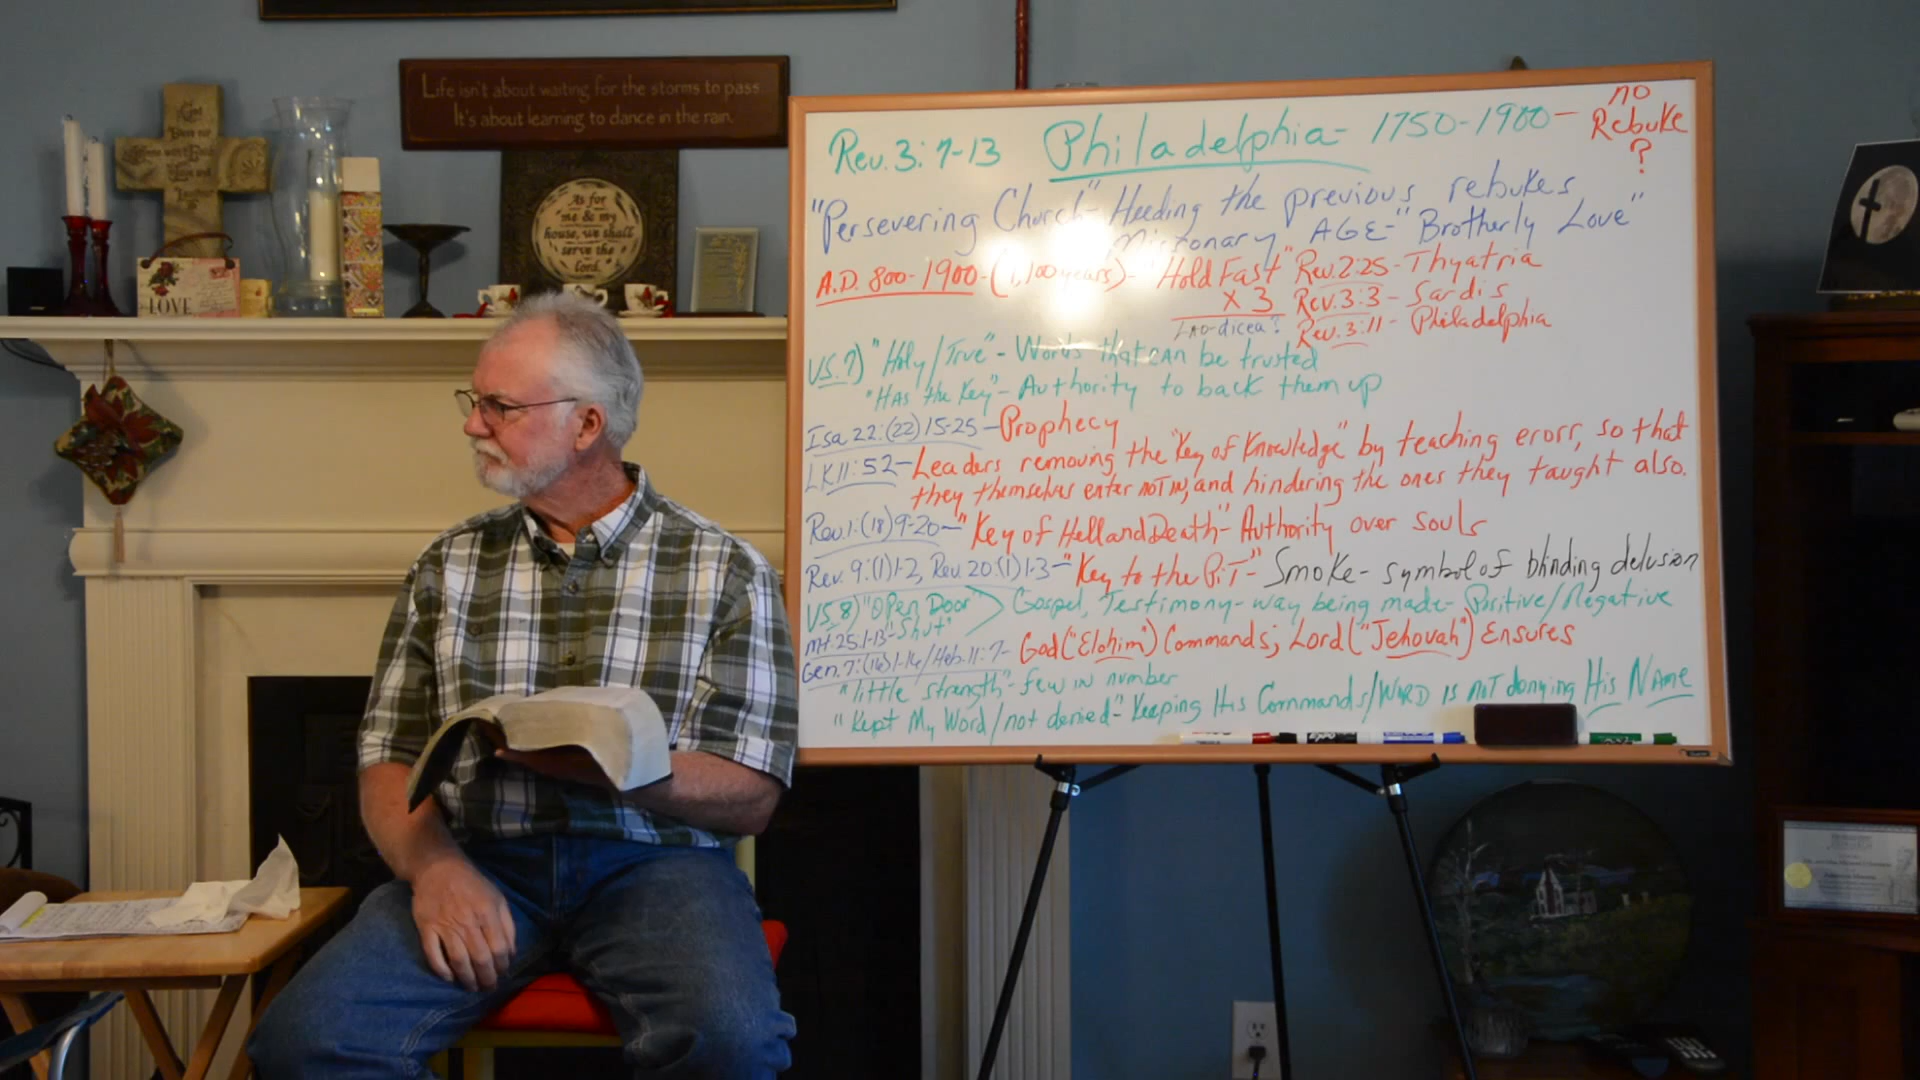 Life isn't about waiting for the storms to pass...
It's about learning to dance in the rain.
As for
me & my
house, we shall
serve the
Lord.
LOVE
Rev. 3:7-13 Philadelphia- 1750-1900-
no
Rebuke
?
"Persevering Church" Heeding the previous rebukes
Missionary AGE-"Brotherly Love"
A.D. 800-1900-(1,100 years)- "Hold Fast" Rev. 2:25-Thyatria
x 3 Rev. 3:3 - Sardis
LAO-dicea? Rev. 3:11 - Philadelphia
VS.7) "Holy/True"- Words that can be trusted
"HAs the Key"- Authority to back them up
Isa 22:(22)15-25-Prophecy
LK 11:52-Leaders removing the "Key of Knowledge" by teaching erorr, so that
they themselves enter not in, and hindering the ones they taught also.
Rev. 1:(18)9-20-"Key of Hell and Death"-Authority over souls
Rev. 9:(1)1-2, Rev. 20:(1)1-3-"Key to the PiT"- Smoke- symbol of blinding delusion
VS.8) "Open Door" Gospel, Testimony-way being made- Positive/Negative
Mt. 25:1-13-"Shut"
Gen. 7:(16)1-16/Heb. 11:7- God ("Elohim") Commands; Lord ("Jehovah") Ensures
"little strength"- few in number
"Kept My Word/not denied"-Keeping His Commands/WORD is not denying His NAME